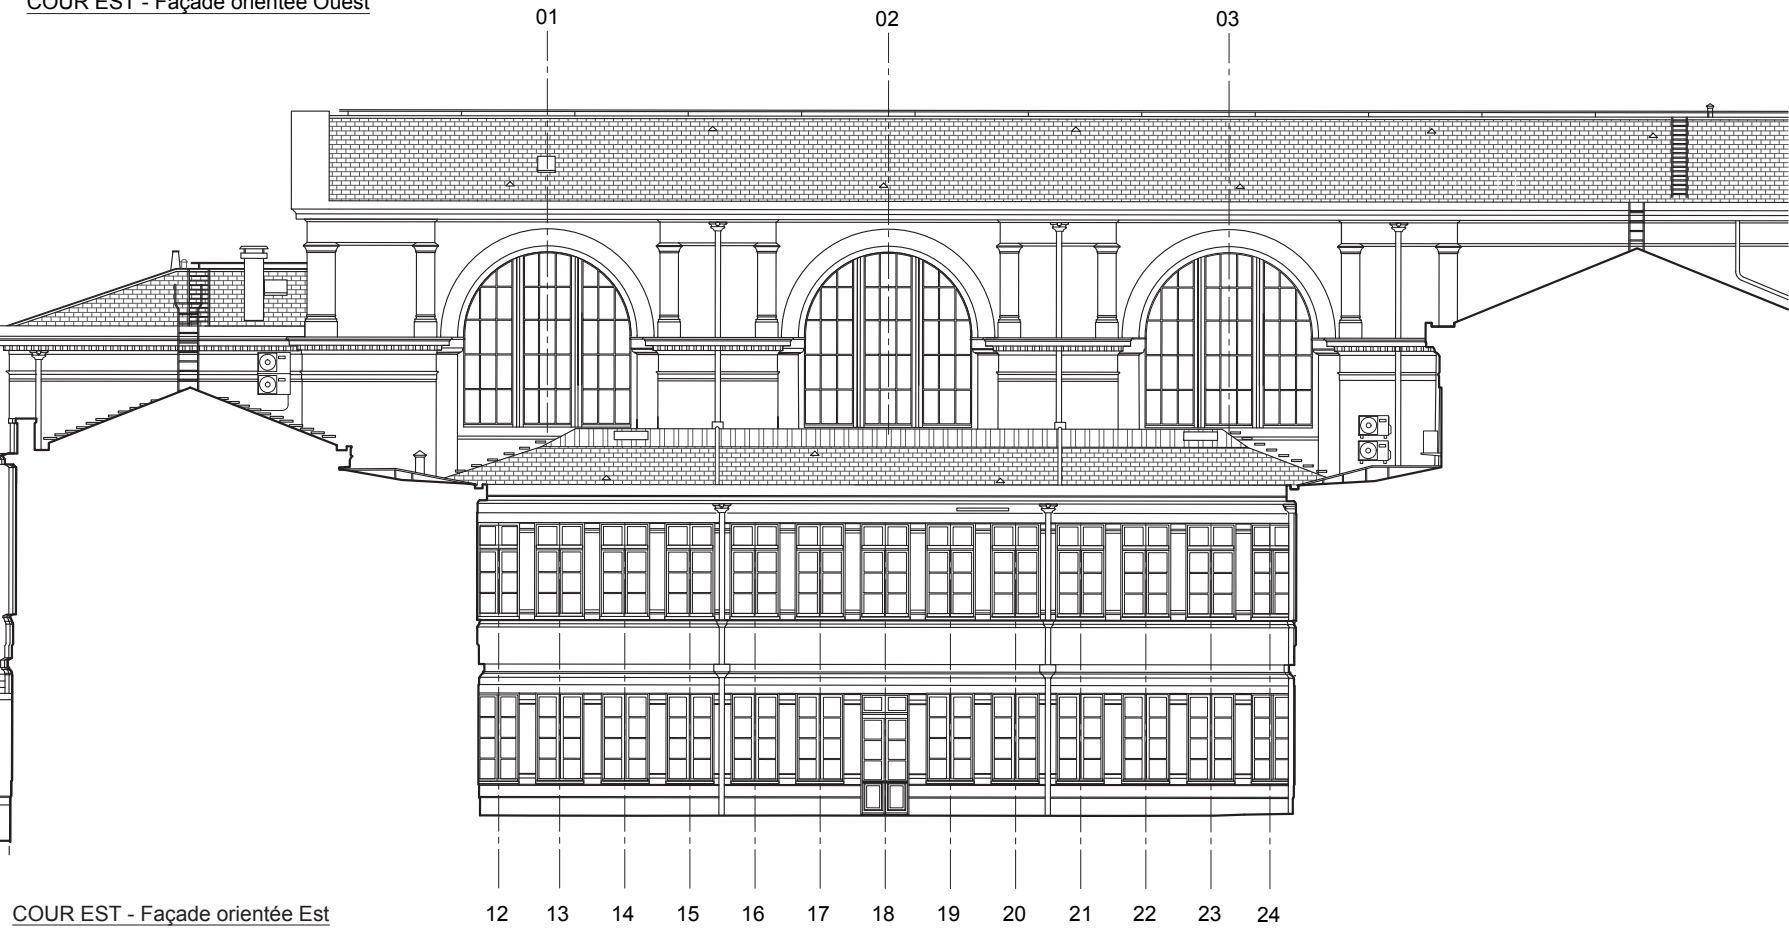 COUR EST - Façade orientée Ouest
01 02 03
COUR EST - Façade orientée Est
12 13 14 15 16 17 18 19 20 21 22 23 24